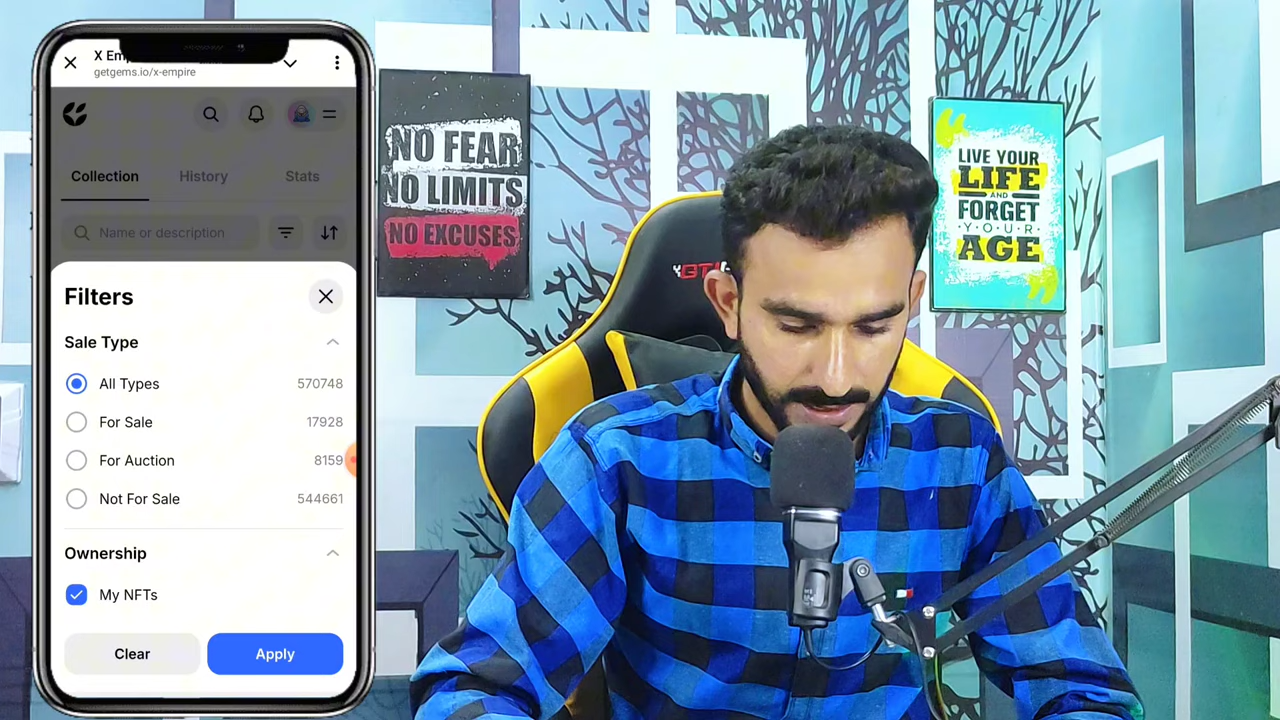 X Em
getgems.io/x-empire
Collection
History
Stats
Name or description
Filters
Sale Type
All Types 570748
For Sale 17928
For Auction 8159
Not For Sale 544661
Ownership
My NFTs
Clear
Apply
NO FEAR
NO LIMITS
NO EXCUSES
LIVE YOUR
LIFE
AND
FORGET
YOUR
AGE